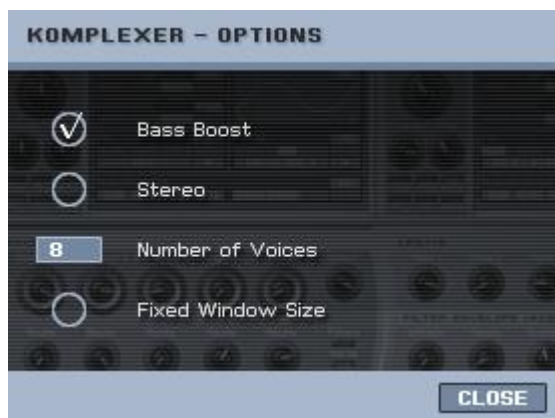 KOMPLEXER – OPTIONS
Bass Boost
Stereo
8 Number of Voices
Fixed Window Size
CLOSE